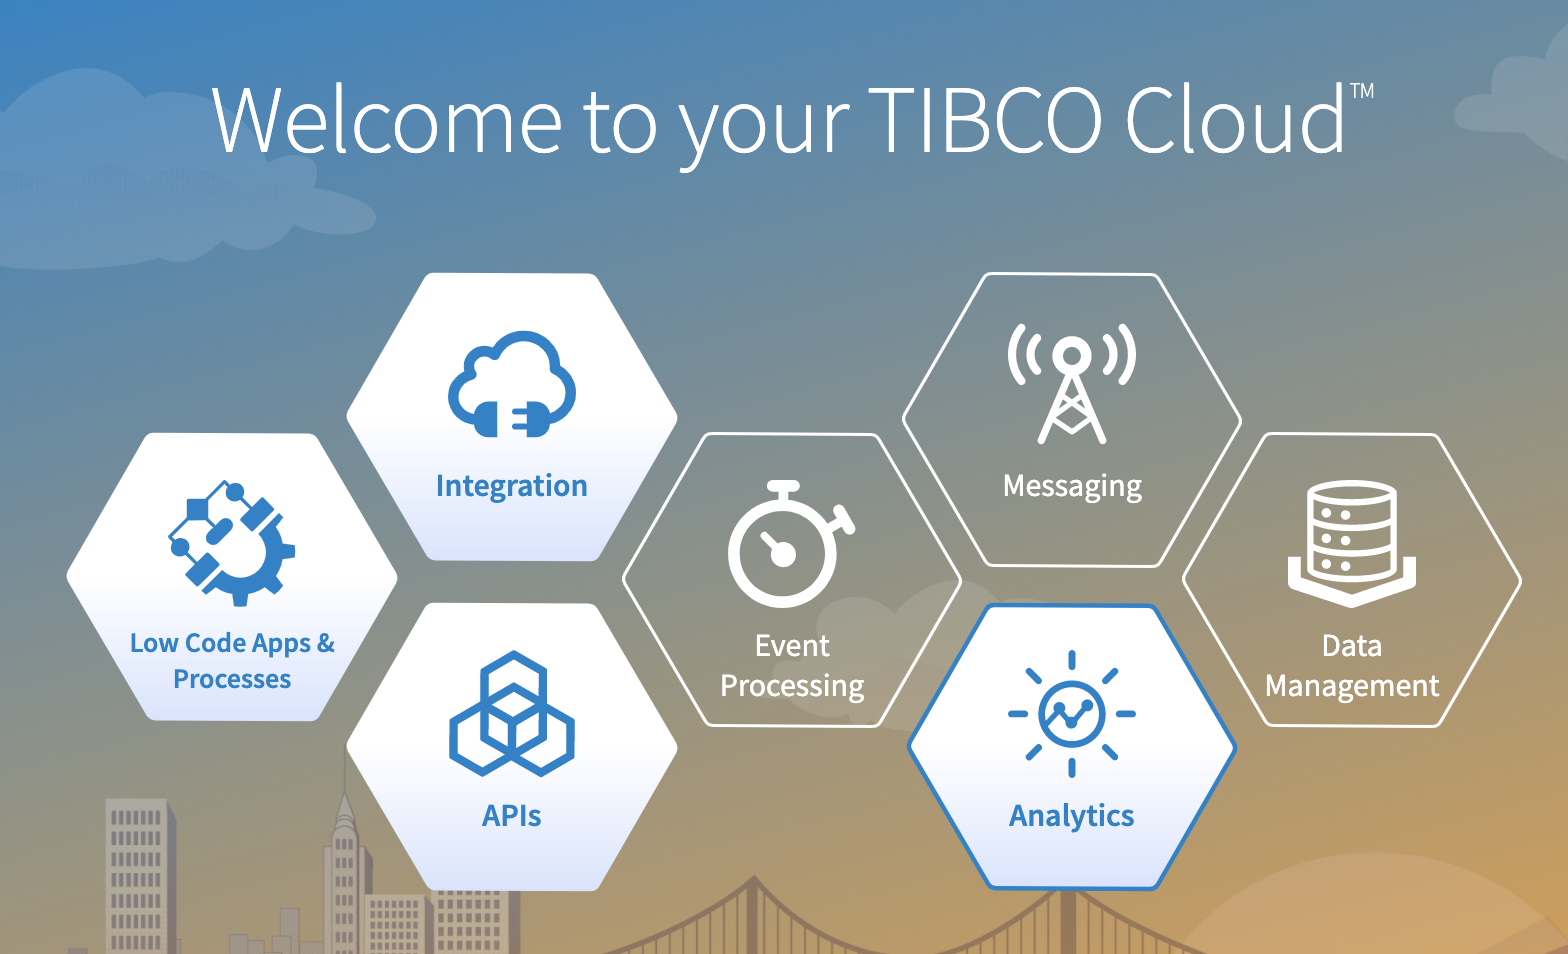 Welcome to your TIBCO Cloud™
Integration
Messaging
Low Code Apps &
Processes
Event
Processing
Data
Management
APIs
Analytics